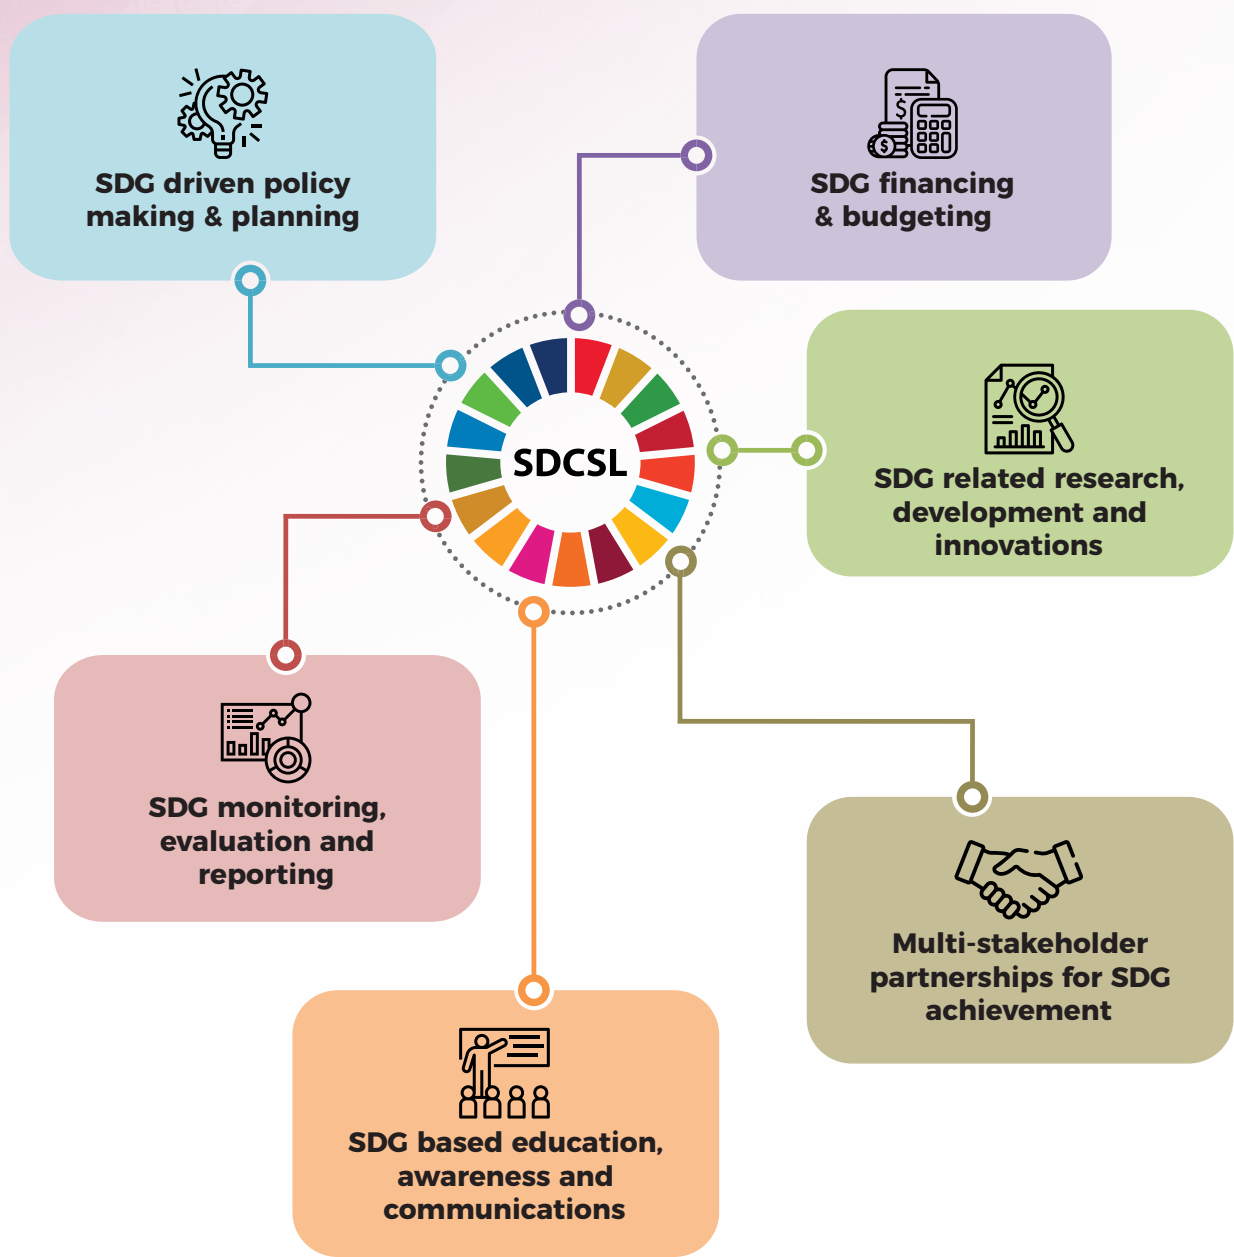 SDG driven policy
making & planning
SDG financing
& budgeting
SDCSL
SDG related research,
development and
innovations
SDG monitoring,
evaluation and
reporting
Multi-stakeholder
partnerships for SDG
achievement
SDG based education,
awareness and
communications